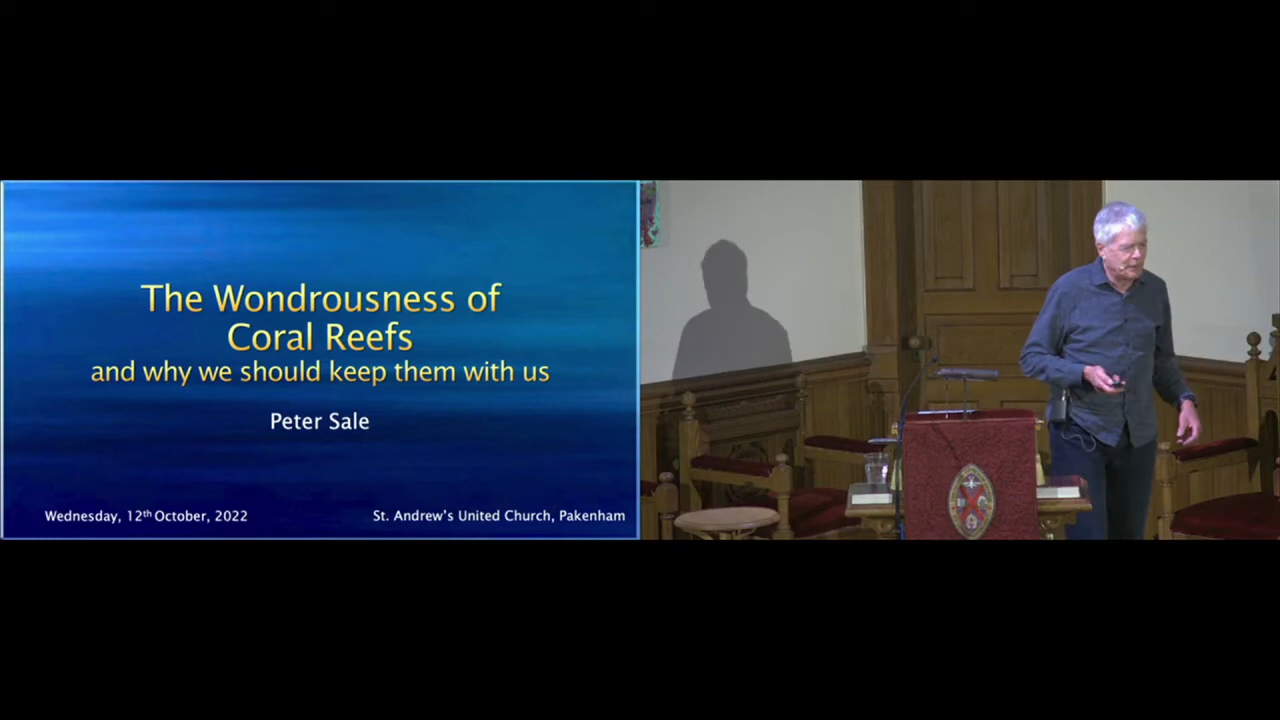 The Wondrousness of
Coral Reefs
and why we should keep them with us
Peter Sale
Wednesday, 12th October, 2022
St. Andrew's United Church, Pakenham